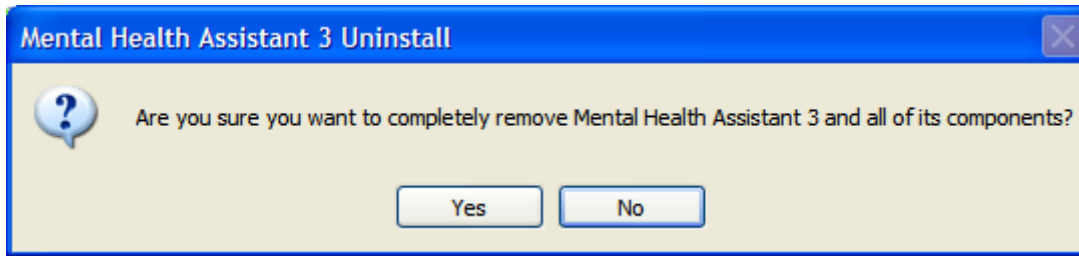 Mental Health Assistant 3 Uninstall
Are you sure you want to completely remove Mental Health Assistant 3 and all of its components?
Yes
No